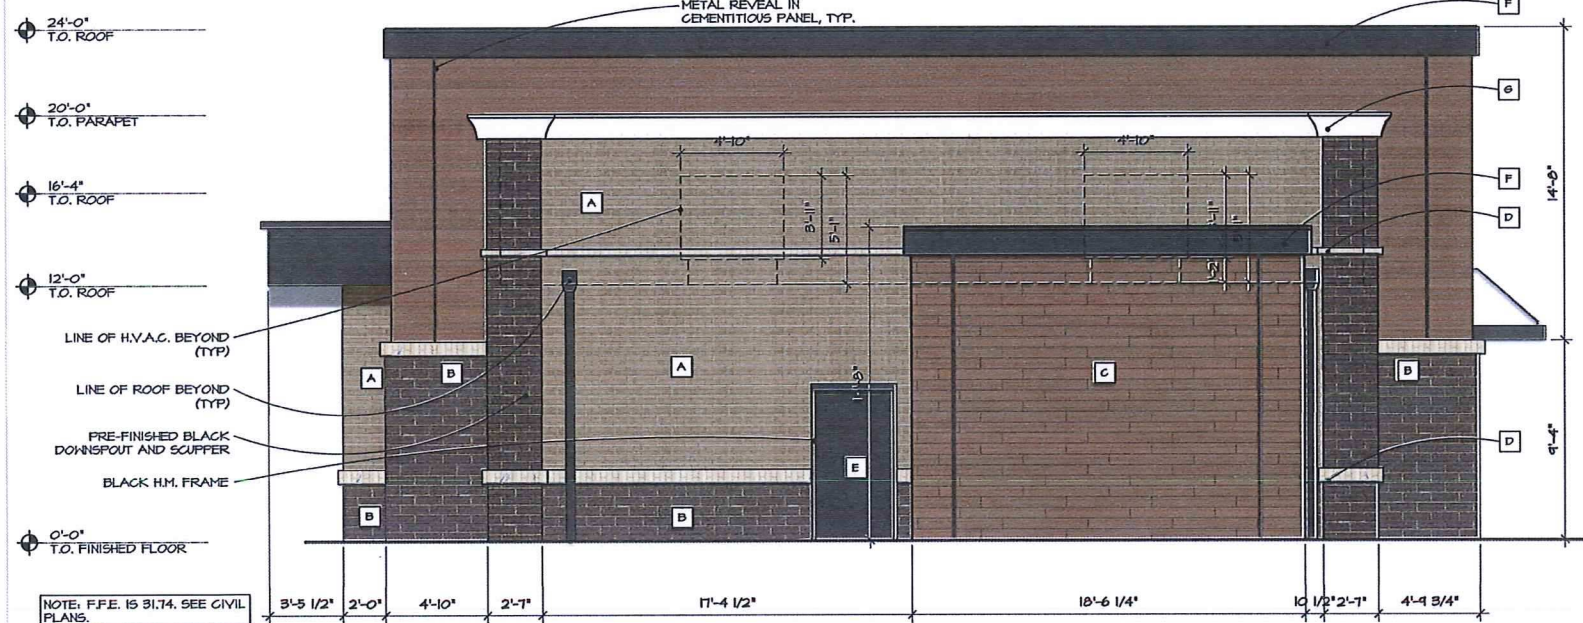 METAL REVEAL IN
CEMENTITIOUS PANEL, TYP.
F
24'-0"
T.O. ROOF
G
20'-0"
T.O. PARAPET
4'-10"
4'-10"
F
16'-4"
T.O. ROOF
A
3'-11"
5'-1"
14'-8"
D
12'-0"
T.O. ROOF
LINE OF H.V.A.C. BEYOND
(TYP)
A
B
A
C
B
LINE OF ROOF BEYOND
(TYP)
PRE-FINISHED BLACK
DOWNSPOUT AND SCUPPER
9'-4"
D
E
BLACK H.M. FRAME
B
B
0'-0"
T.O. FINISHED FLOOR
NOTE: F.F.E. IS 31.74. SEE CIVIL
PLANS.
3'-5 1/2" 2'-0" 4'-10" 2'-7" 17'-4 1/2" 18'-6 1/4" 10 1/2" 2'-7" 4'-9 3/4"